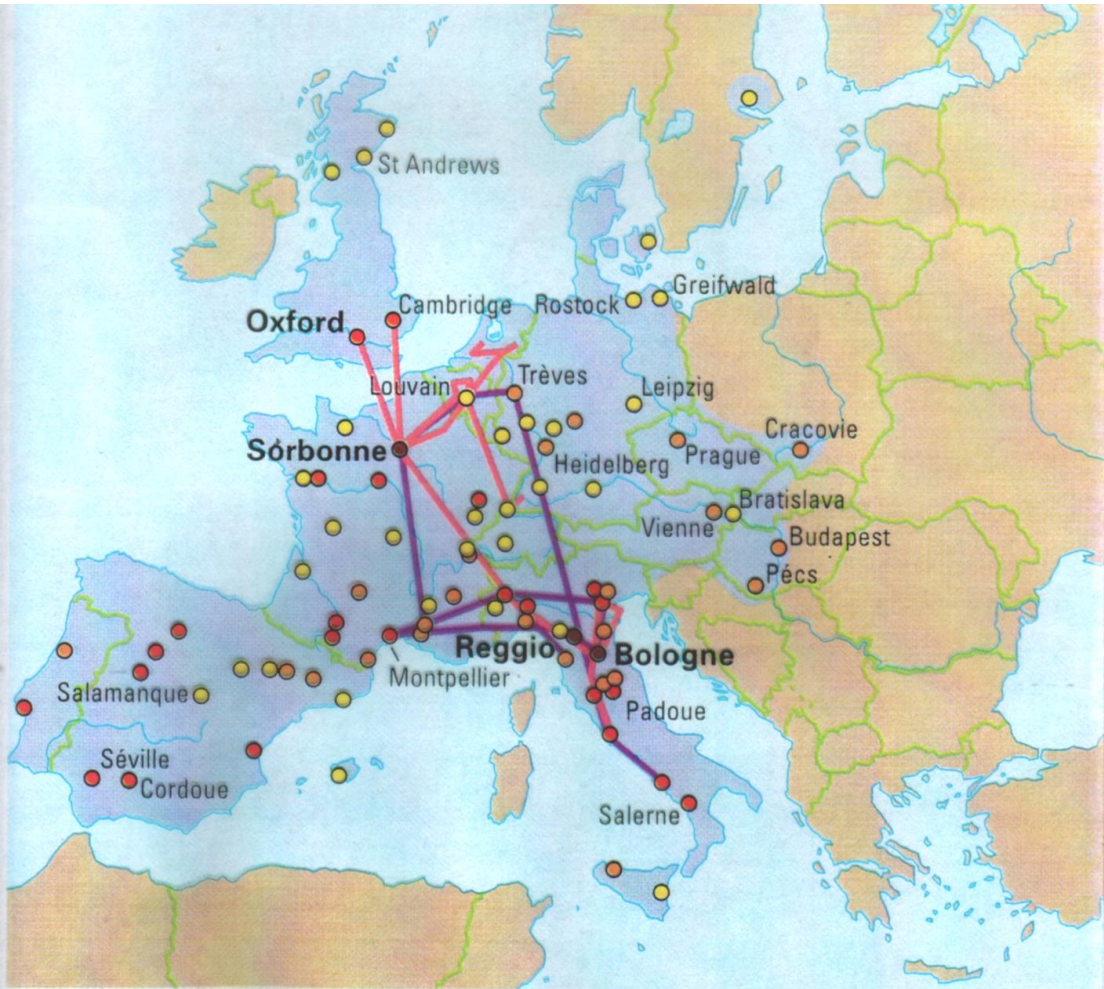 St Andrews
Greifwald
Rostock
Cambridge
Oxford
Trèves
Louvain
Leipzig
Cracovie
Sorbonne
Prague
Heidelberg
Bratislava
Vienne
Budapest
Pécs
Reggio
Bologne
Montpellier
Salamanque
Padoue
Séville
Cordoue
Salerne